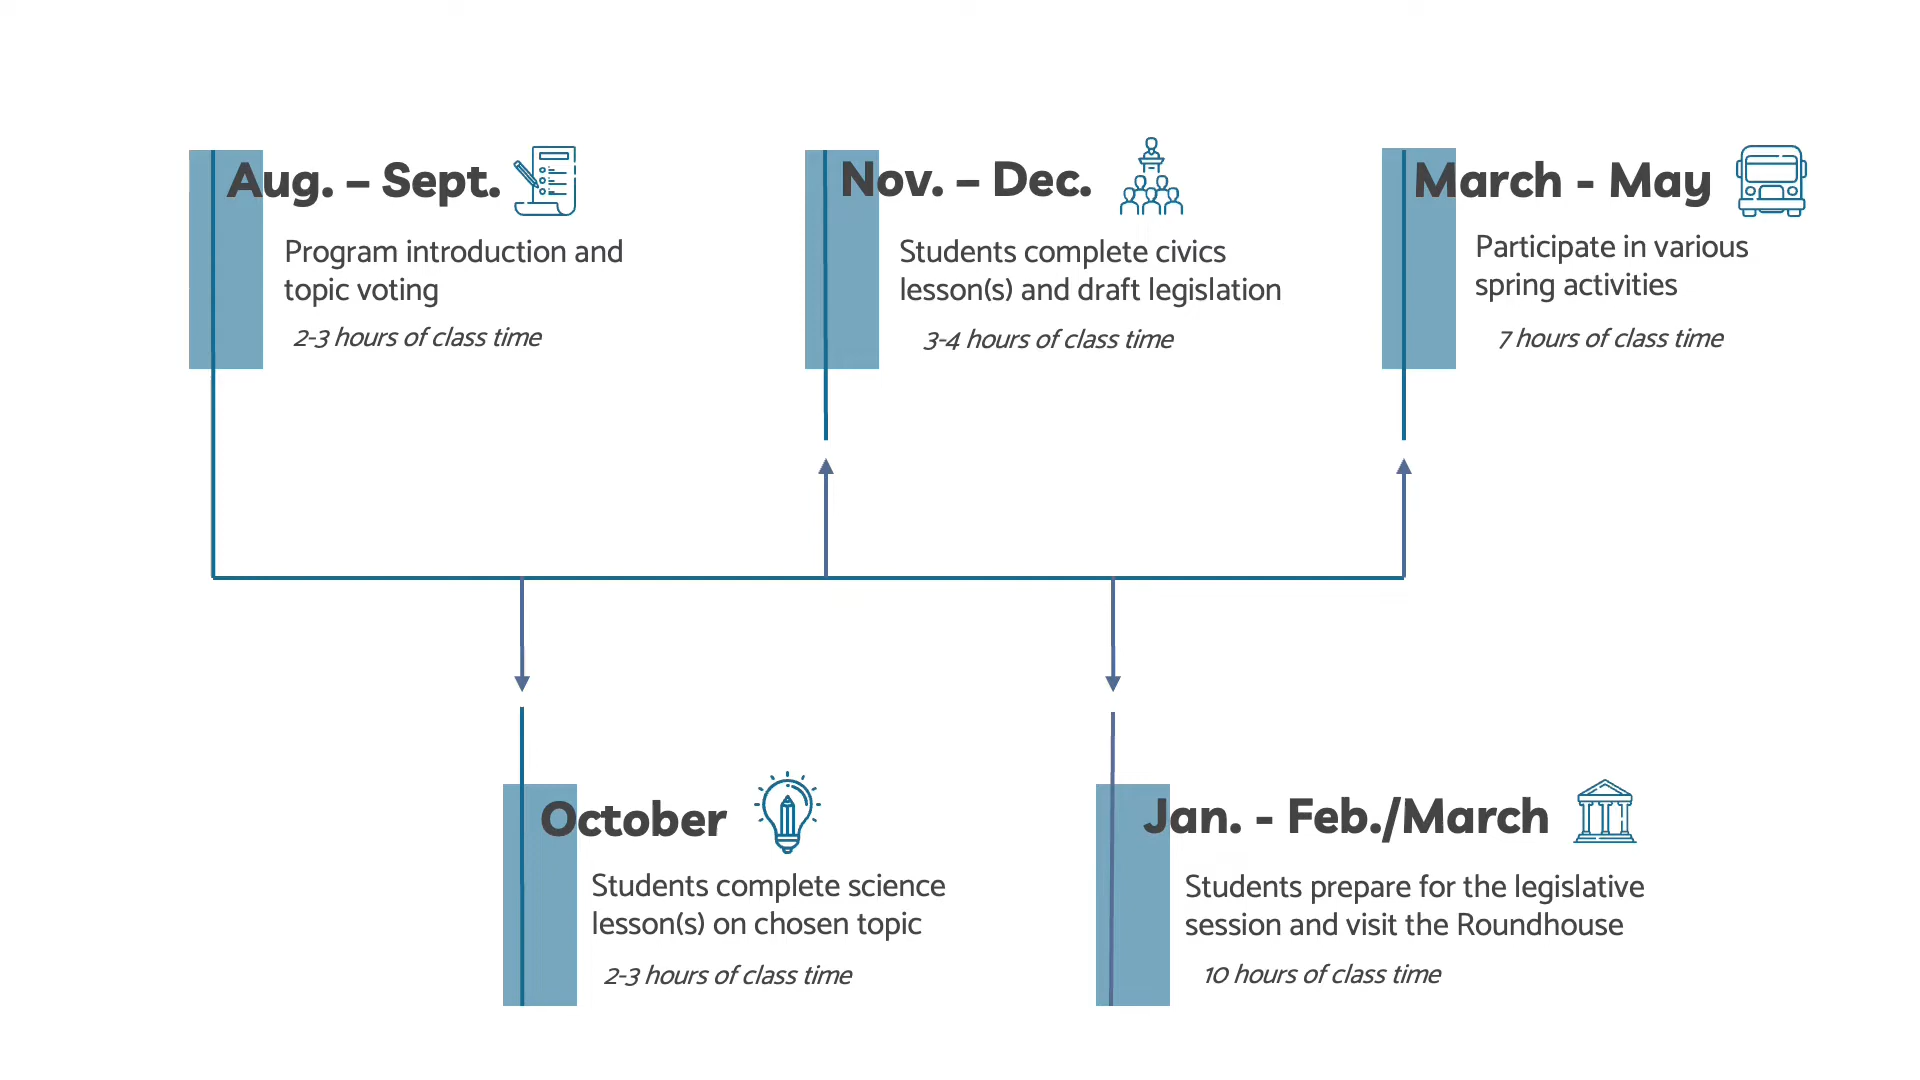 Aug. – Sept.
Program introduction and
topic voting
2-3 hours of class time
Nov. – Dec.
Students complete civics
lesson(s) and draft legislation
3-4 hours of class time
March - May
Participate in various
spring activities
7 hours of class time
October
Students complete science
lesson(s) on chosen topic
2-3 hours of class time
Jan. - Feb./March
Students prepare for the legislative
session and visit the Roundhouse
10 hours of class time